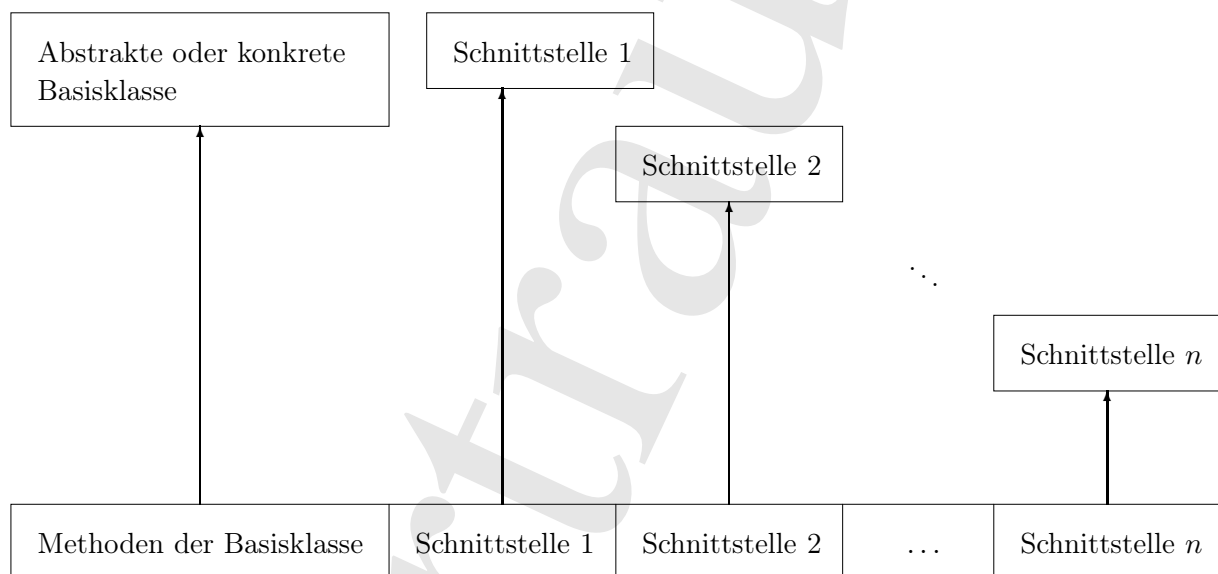 Abstrakte oder konkrete
Basisklasse
Schnittstelle 1
Schnittstelle 2
⋱
Schnittstelle n
Methoden der Basisklasse
Schnittstelle 1
Schnittstelle 2
...
Schnittstelle n